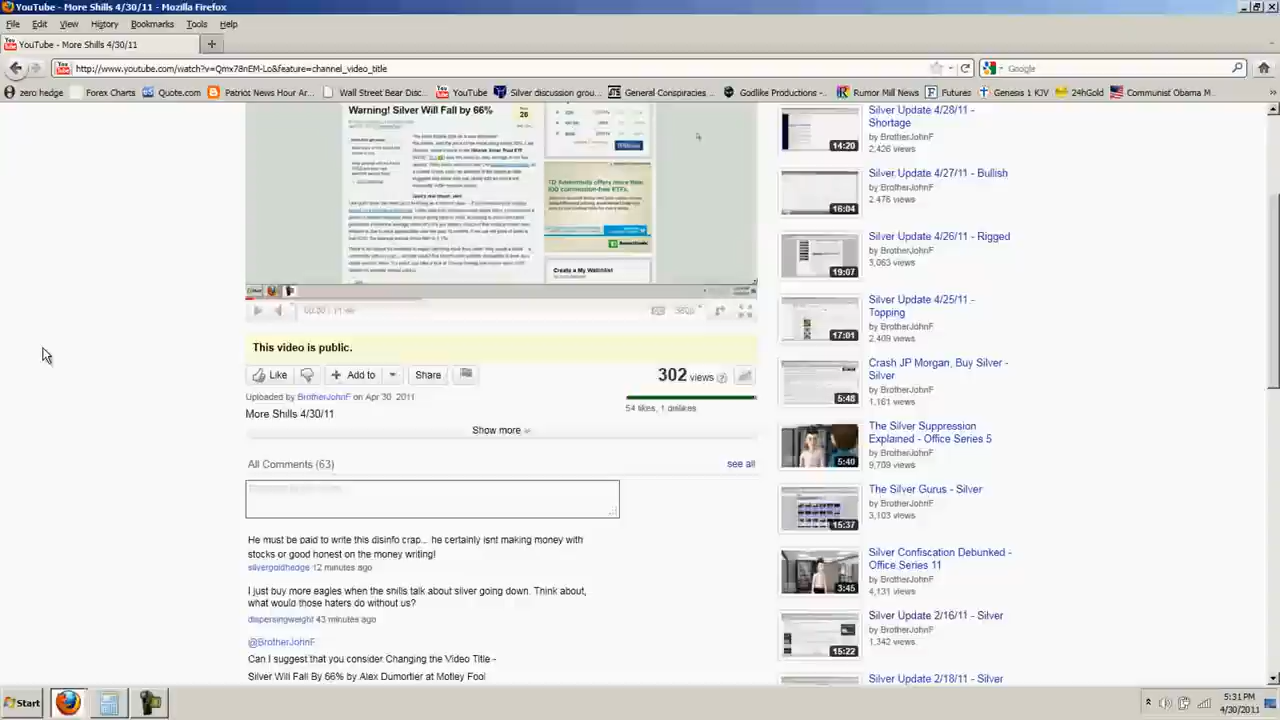 YouTube - More Shills 4/30/11 - Mozilla Firefox
File Edit View History Bookmarks Tools Help
YouTube - More Shills 4/30/11
http://www.youtube.com/watch?v=Qmx78nEM-Lo&feature=channel_video_title
Google
zero hedge Forex Charts Quote.com Patriot News Hour Ar... Wall Street Bear Disc... YouTube Silver discussion grou... General Conspiracies... Godlike Productions -... Rumor Mill News Futures Genesis 1 KJV 24hGold Communist Obama M...
Warning! Silver Will Fall by 66%
TD Ameritrade offers more than
100 commission-free ETFs.
Create a My Watchlist
360p
This video is public.
Like Add to Share
302 views
Uploaded by BrotherJohnF on Apr 30, 2011
54 likes, 1 dislikes
More Shills 4/30/11
Show more
All Comments (63)
see all
He must be paid to write this disinfo crap... he certainly isnt making money with
stocks or good honest on the money writing!
silvergoldhedge 12 minutes ago
I just buy more eagles when the shills talk about silver going down. Think about,
what would those haters do without us?
dispersingweight 43 minutes ago
@BrotherJohnF
Can I suggest that you consider Changing the Video Title -
Silver Will Fall By 66% by Alex Dumortier at Motley Fool
Silver Update 4/28/11 -
Shortage
by BrotherJohnF
2,426 views
14:20
Silver Update 4/27/11 - Bullish
by BrotherJohnF
2,476 views
16:04
Silver Update 4/26/11 - Rigged
by BrotherJohnF
3,063 views
19:07
Silver Update 4/25/11 -
Topping
by BrotherJohnF
2,409 views
17:01
Crash JP Morgan, Buy Silver -
Silver
by BrotherJohnF
1,161 views
5:48
The Silver Suppression
Explained - Office Series 5
by BrotherJohnF
9,709 views
5:40
The Silver Gurus - Silver
by BrotherJohnF
3,103 views
15:37
Silver Confiscation Debunked -
Office Series 11
by BrotherJohnF
4,131 views
3:45
Silver Update 2/16/11 - Silver
by BrotherJohnF
1,342 views
15:22
Silver Update 2/18/11 - Silver
Start
5:31 PM
4/30/2011